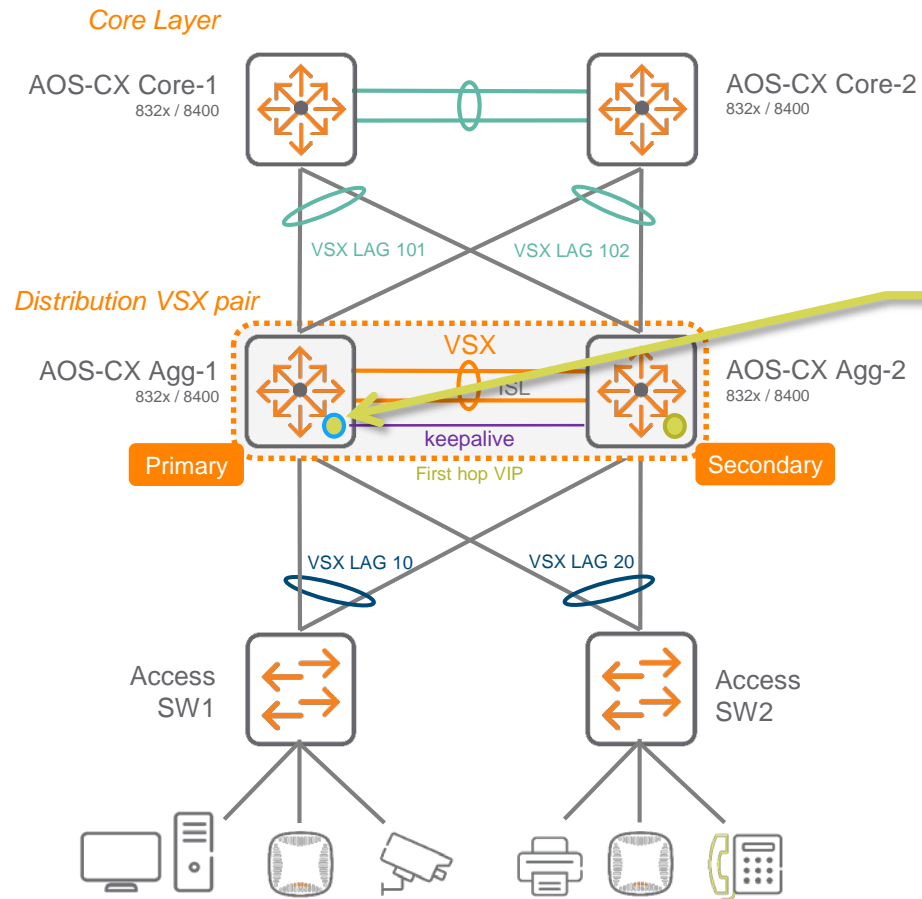 Core Layer
AOS-CX Core-1
832x / 8400
AOS-CX Core-2
832x / 8400
VSX LAG 101
VSX LAG 102
Distribution VSX pair
AOS-CX Agg-1
832x / 8400
VSX
ISL
keepalive
AOS-CX Agg-2
832x / 8400
Primary
First hop VIP
Secondary
VSX LAG 10
VSX LAG 20
Access
SW1
Access
SW2